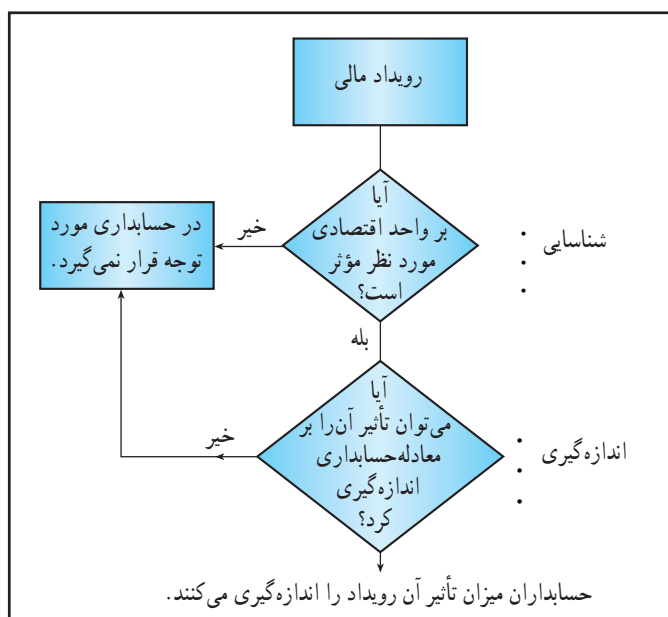 رویداد مالی
آیا
بر واحد اقتصادی
مورد نظر مؤثر
است؟
شناسایی
خیر
در حسابداری مورد
توجه قرار نمی‌گیرد.
بله
آیا
می‌توان تأثیر آن‌را بر
معادله‌حسابداری
اندازه‌گیری
کرد؟
اندازه‌گیری
خیر
حسابداران میزان تأثیر آن رویداد را اندازه‌گیری می‌کنند.